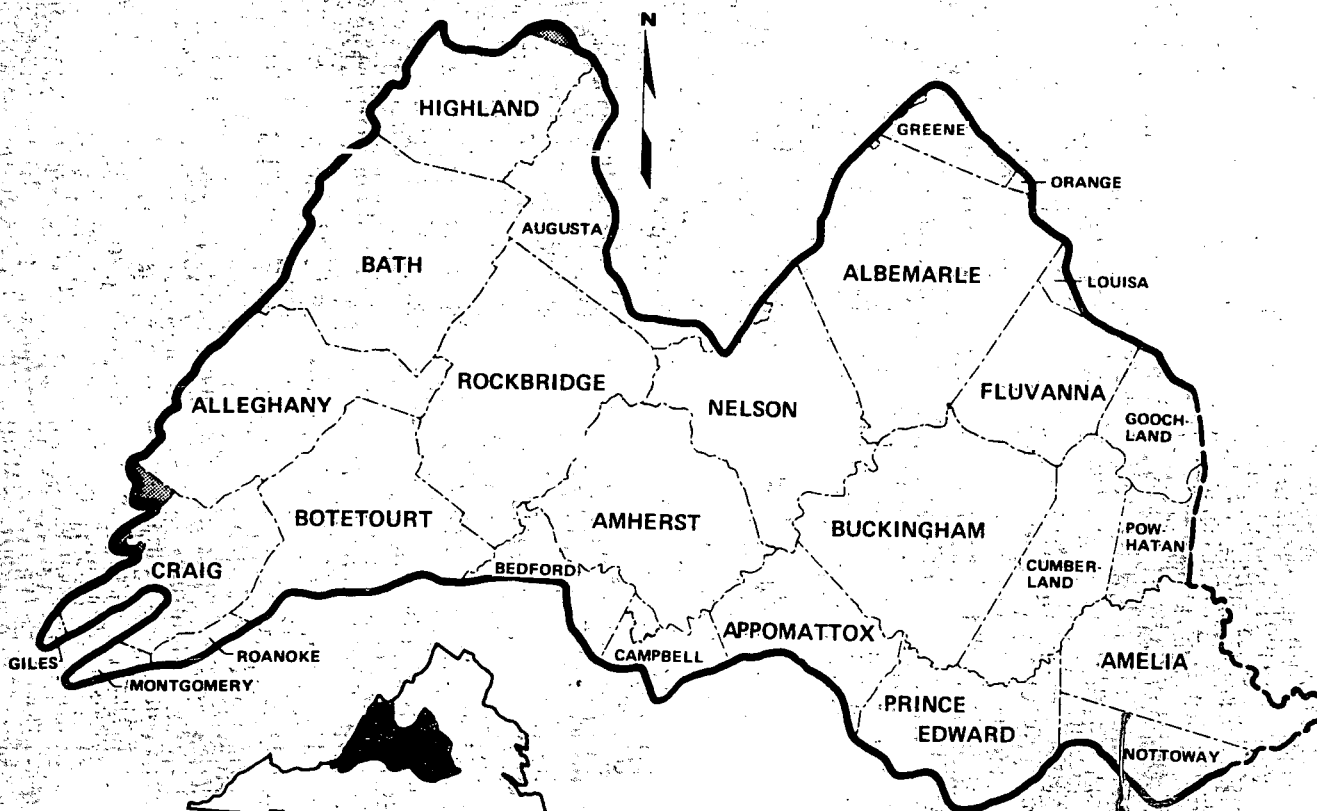 N
HIGHLAND
GREENE
ORANGE
AUGUSTA
BATH
ALBEMARLE
LOUISA
ROCKBRIDGE
ALLEGHANY
NELSON
FLUVANNA
GOOCH-
LAND
BOTETOURT
AMHERST
BUCKINGHAM
POW-
HATAN
CRAIG
BEDFORD
CUMBER-
LAND
GILES
ROANOKE
MONTGOMERY
CAMPBELL
APPOMATTOX
AMELIA
PRINCE
EDWARD
NOTTOWAY